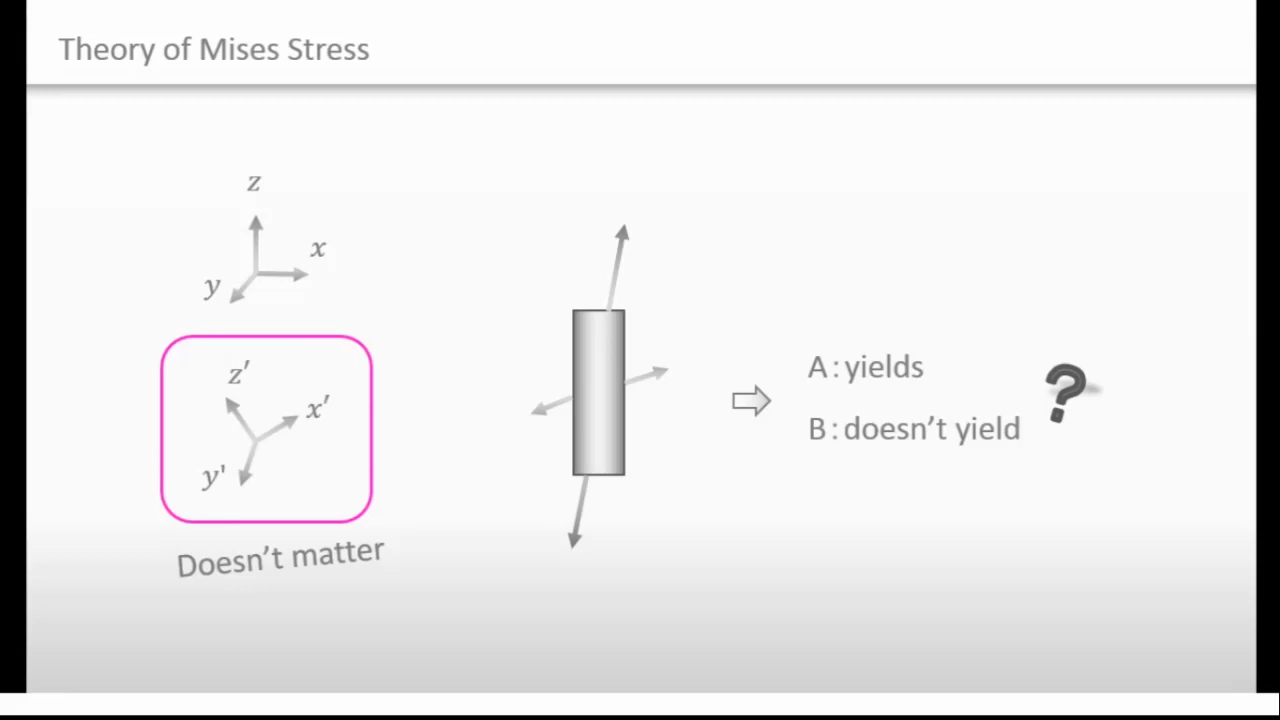 Theory of Mises Stress
z
x
y
z'
x'
y'
Doesn't matter
A : yields
B : doesn't yield
?